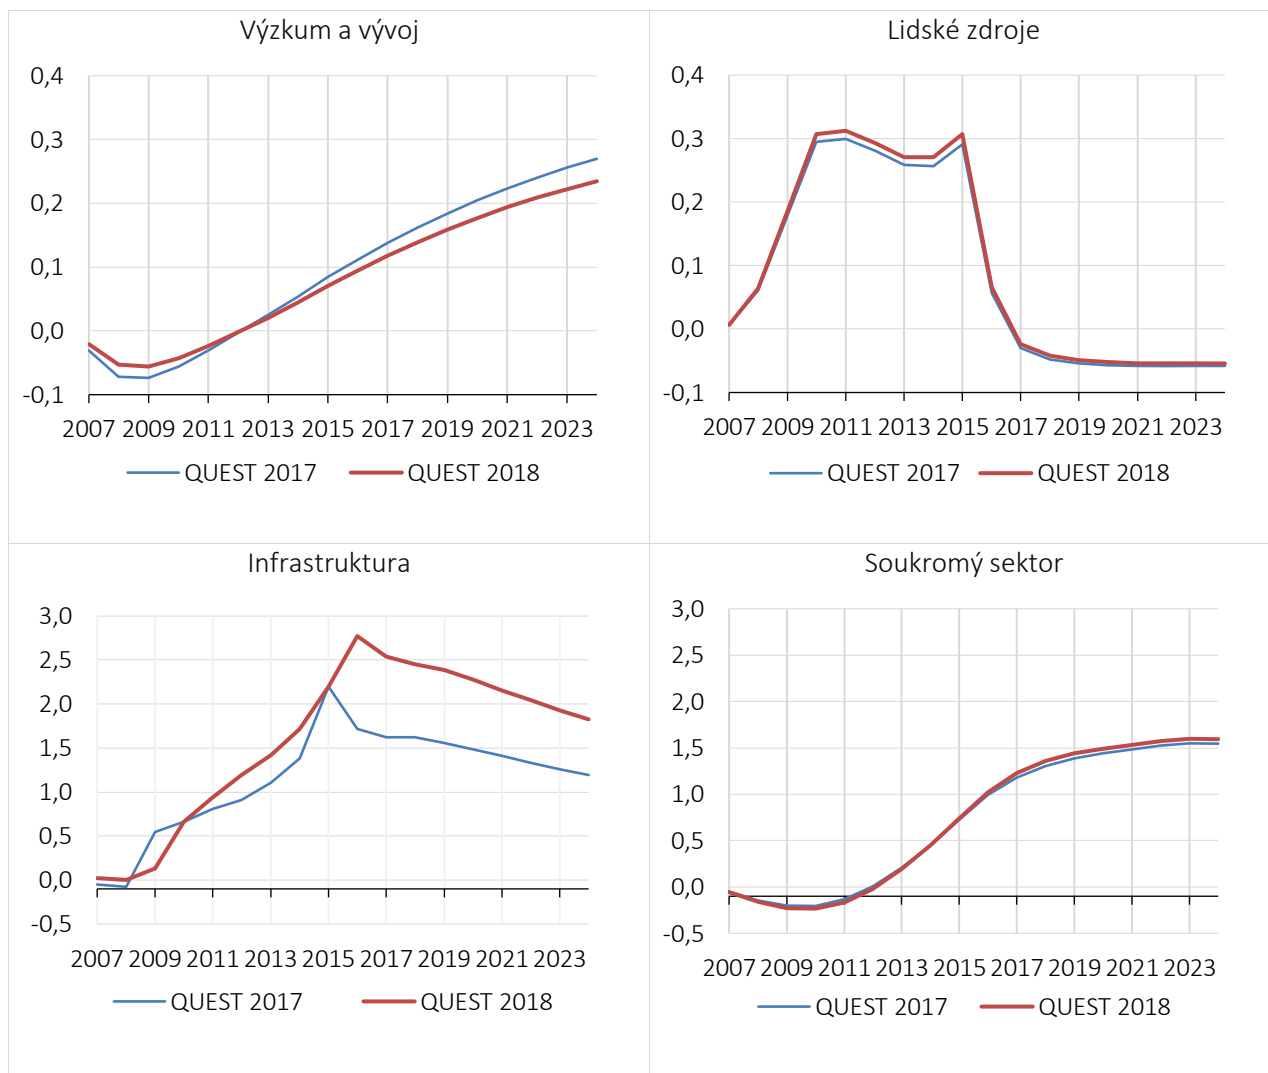 Výzkum a vývoj
0,4
0,3
0,2
0,1
0,0
-0,1
2007 2009 2011 2013 2015 2017 2019 2021 2023
QUEST 2017 QUEST 2018
Lidské zdroje
0,4
0,3
0,2
0,1
0,0
-0,1
2007 2009 2011 2013 2015 2017 2019 2021 2023
QUEST 2017 QUEST 2018
Infrastruktura
3,0
2,5
2,0
1,5
1,0
0,5
0,0
-0,5
2007 2009 2011 2013 2015 2017 2019 2021 2023
QUEST 2017 QUEST 2018
Soukromý sektor
3,0
2,5
2,0
1,5
1,0
0,5
0,0
-0,5
2007 2009 2011 2013 2015 2017 2019 2021 2023
QUEST 2017 QUEST 2018